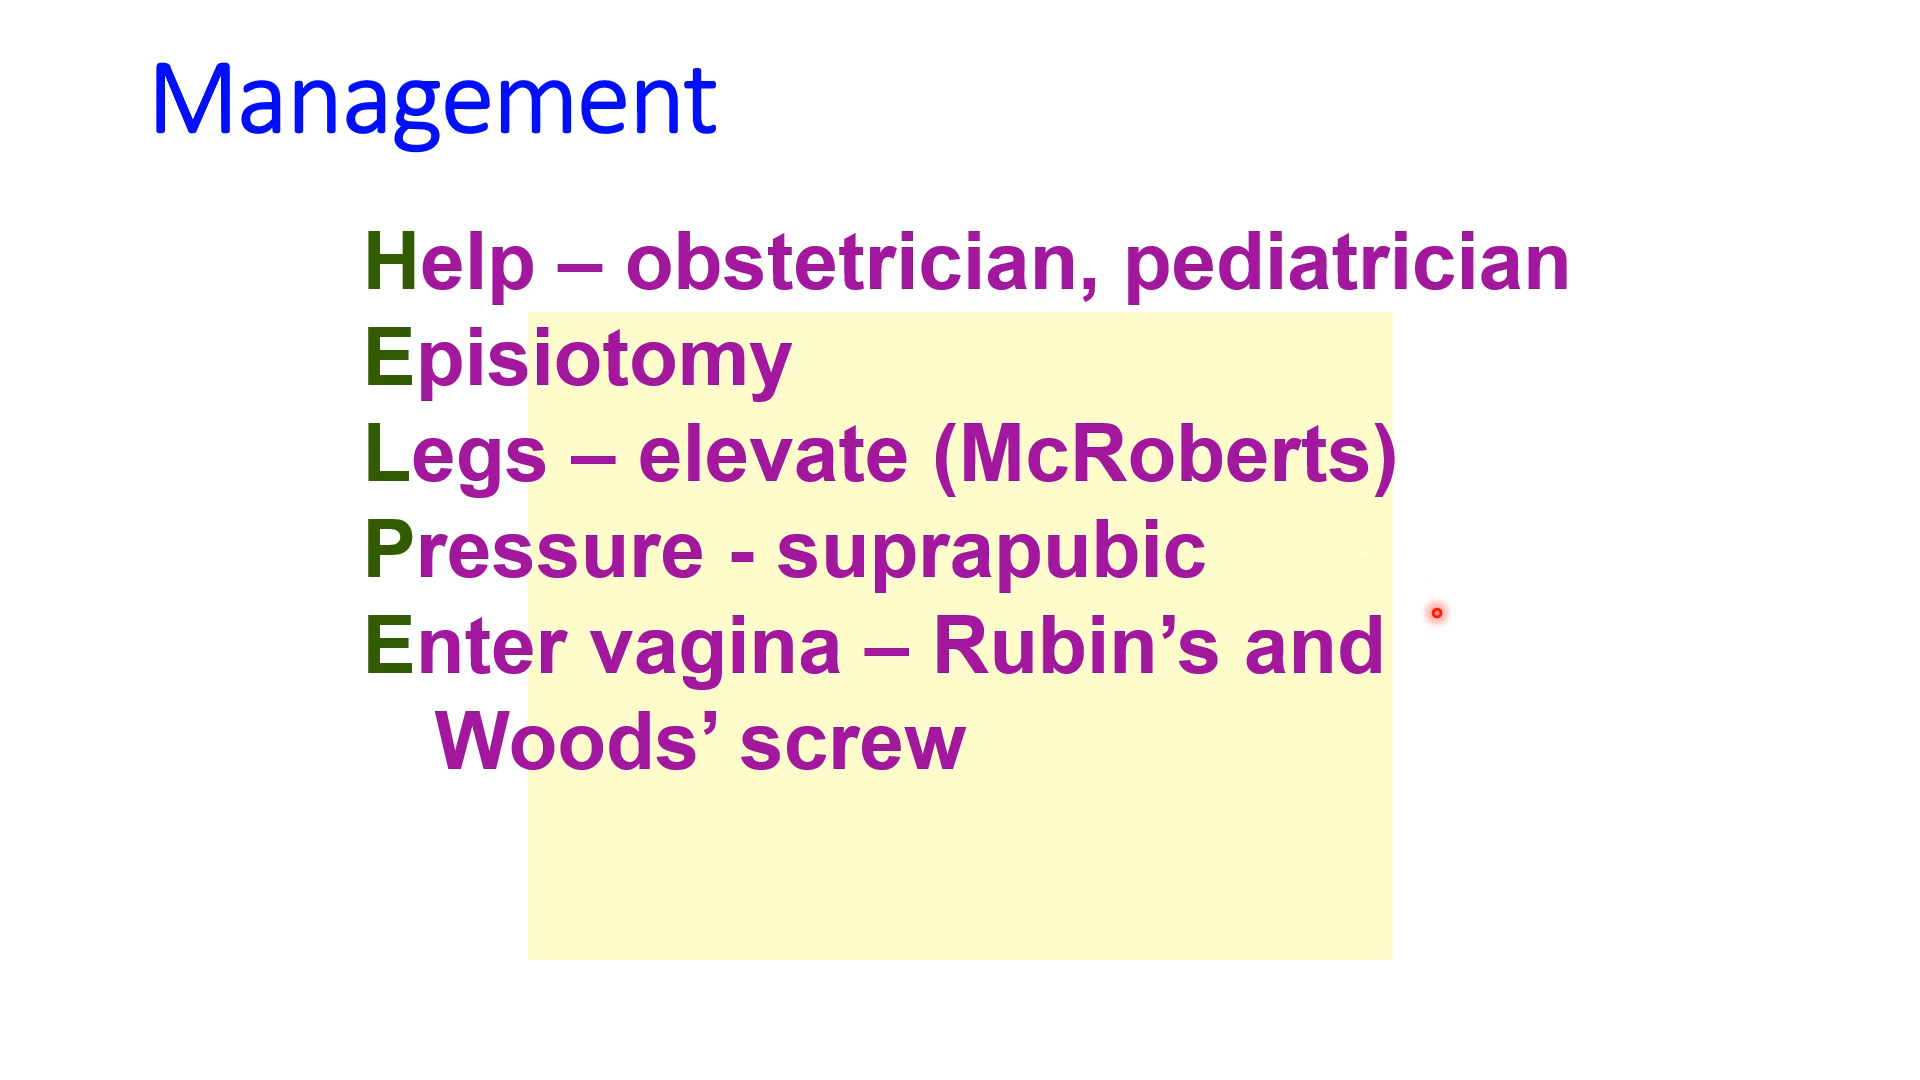 Management
Help – obstetrician, pediatrician
Episiotomy
Legs – elevate (McRoberts)
Pressure - suprapubic
Enter vagina – Rubin’s and
Woods’ screw